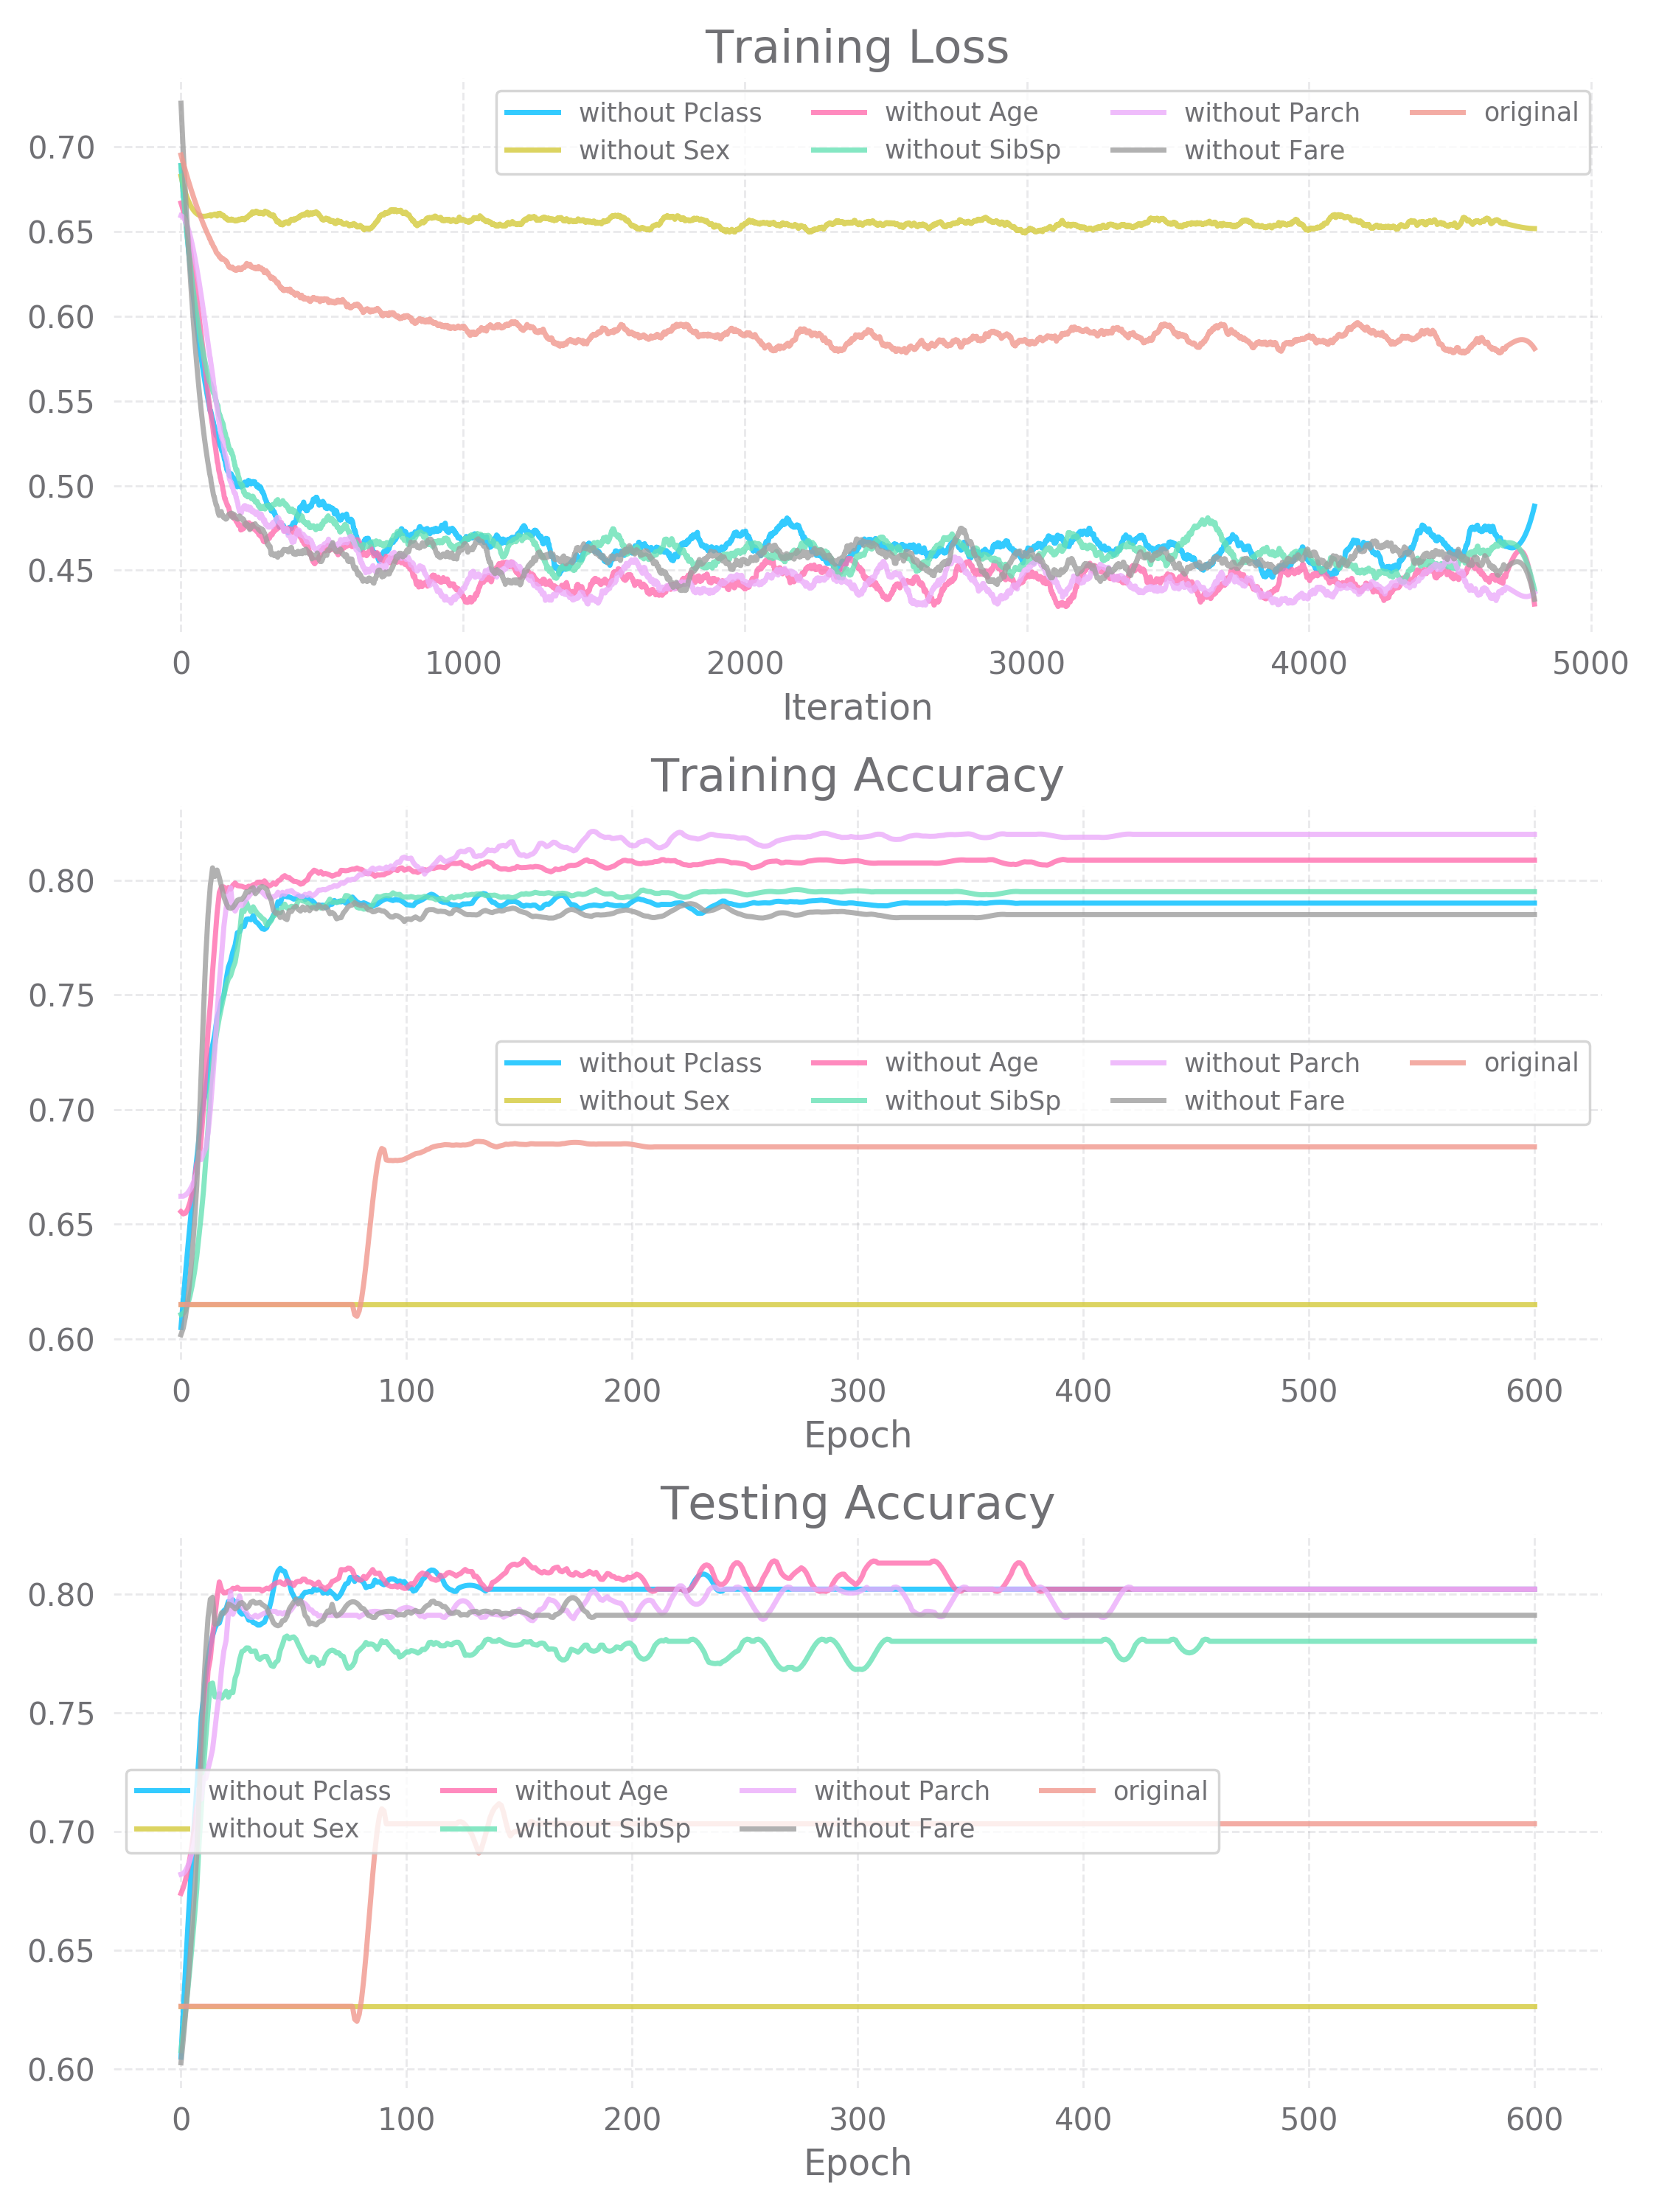 Training Loss
without Pclass without Age without Parch original
without Sex without SibSp without Fare
0.70
0.65
0.60
0.55
0.50
0.45
0 1000 2000 3000 4000 5000
Iteration
Training Accuracy
0.80
0.75
without Pclass without Age without Parch original
without Sex without SibSp without Fare
0.70
0.65
0.60
0 100 200 300 400 500 600
Epoch
Testing Accuracy
0.80
0.75
without Pclass without Age without Parch original
without Sex without SibSp without Fare
0.70
0.65
0.60
0 100 200 300 400 500 600
Epoch